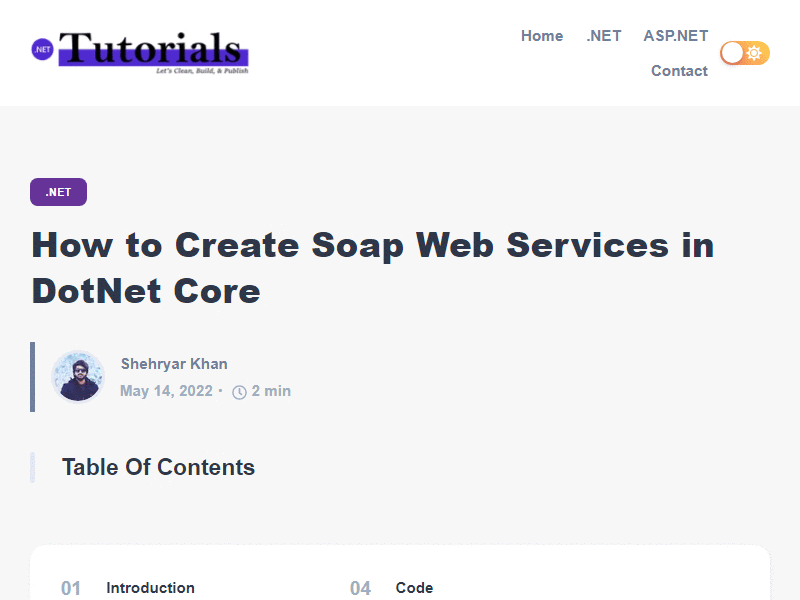 .NET Tutorials
Let's Clean, Build, & Publish
Home .NET ASP.NET
Contact
.NET
How to Create Soap Web Services in
DotNet Core
Shehryar Khan
May 14, 2022 · 2 min
Table Of Contents
01 Introduction 04 Code